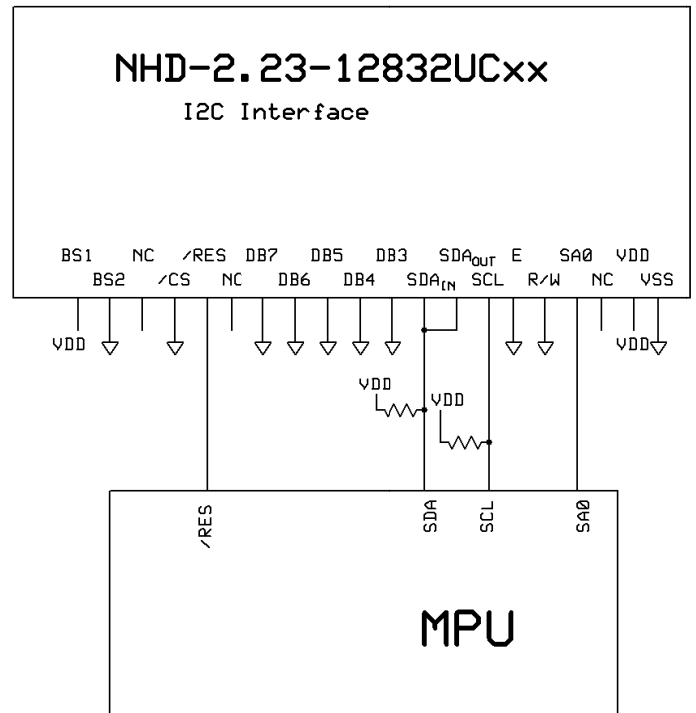 NHD-2.23-12832UCxx
I2C Interface
BS1 NC /RES DB7 DB5 DB3 SDAOUT E SA0 VDD
BS2 /CS NC DB6 DB4 SDAIN SCL R/W NC VSS
VDD VDD
VDD
VDD
/RES SDA SCL SA0
MPU